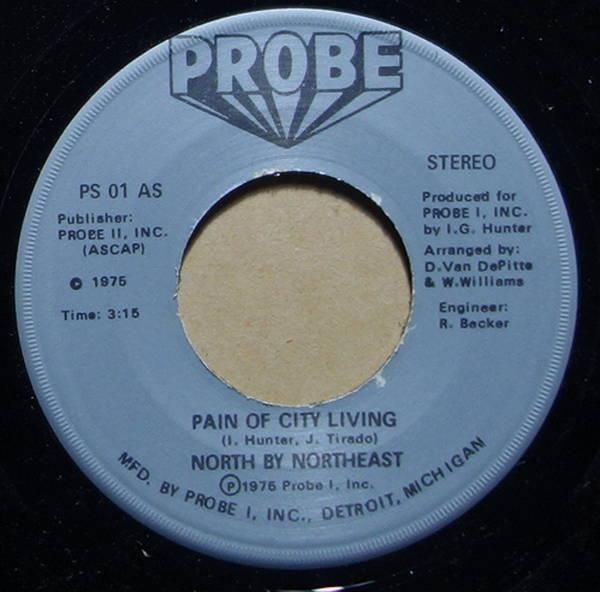 PROBE
STEREO
PS 01 AS
Publisher:
PROBE II, INC.
(ASCAP)
© 1975
Time: 3:15
Produced for
PROBE I, INC.
by I.G. Hunter
Arranged by:
D.Van DePitte
& W.Williams
Engineer:
R. Becker
PAIN OF CITY LIVING
(I. Hunter, J. Tirado)
NORTH BY NORTHEAST
Ⓟ1975 Probe I, Inc.
MFD. BY PROBE I, INC., DETROIT, MICHIGAN